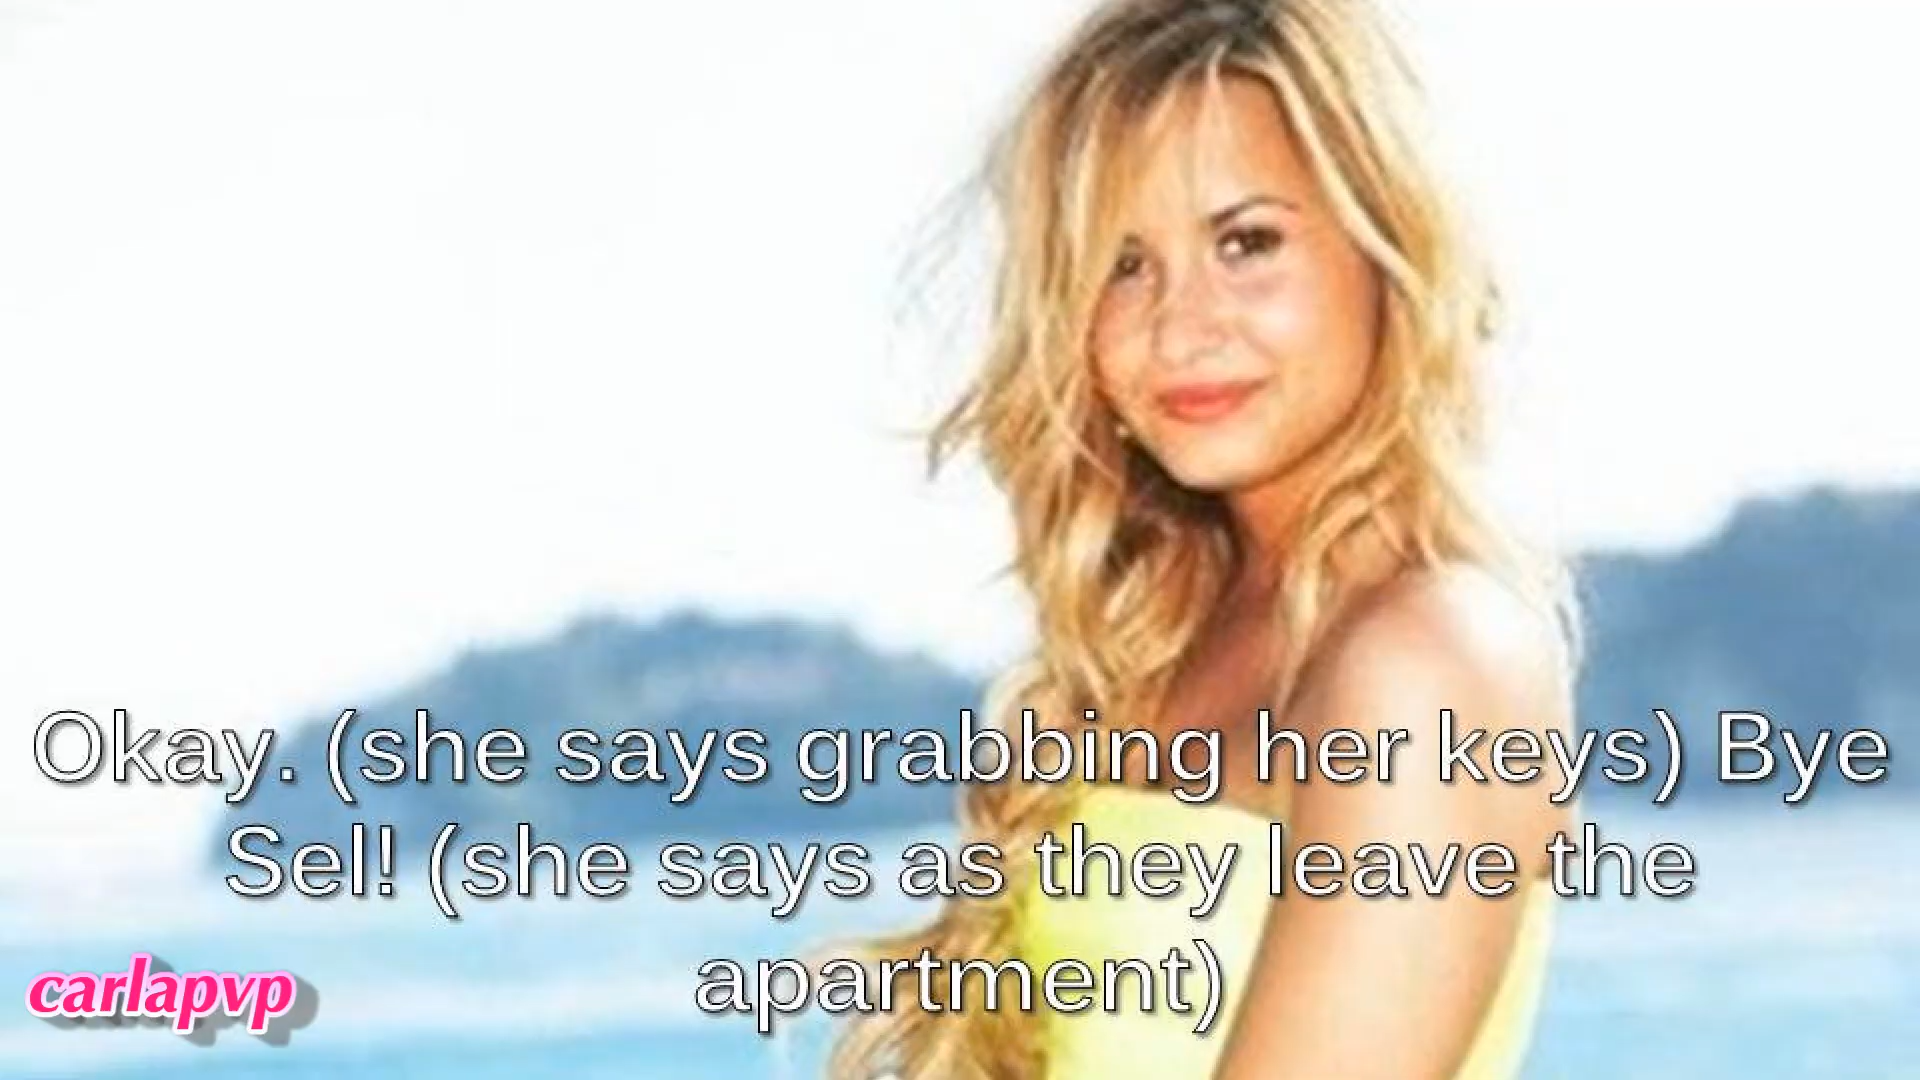 Okay. (she says grabbing her keys) Bye
Sel! (she says as they leave the
apartment)
carlapvp